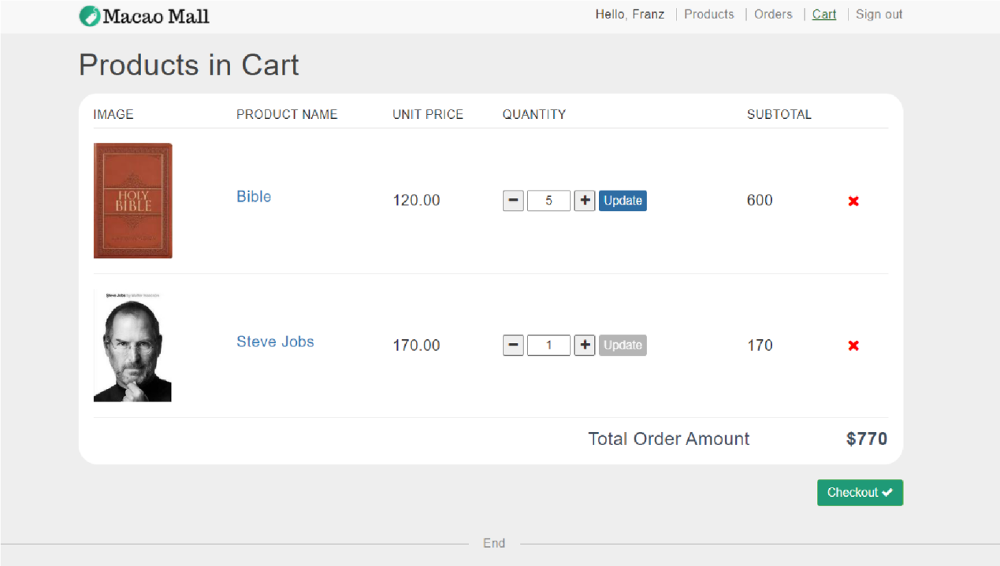 Macao Mall
Hello, Franz Products Orders Cart Sign out
Products in Cart
IMAGE PRODUCT NAME UNIT PRICE QUANTITY SUBTOTAL
HOLY
BIBLE
Bible 120.00 5 Update 600
Steve Jobs by Walter Isaacson
Steve Jobs 170.00 1 Update 170
Total Order Amount $770
Checkout
End